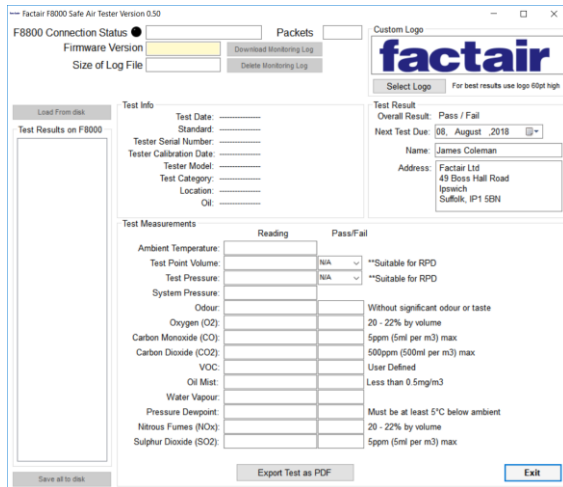 Factair F8000 Safe Air Tester Version 0.50
F8800 Connection Status Packets
Firmware Version Download Monitoring Log
Size of Log File Delete Monitoring Log
Custom Logo
factair
Select Logo For best results use logo 60pt high
Load From disk
Test Results on F8000
Save all to disk
Test Info
Test Date: --------------
Standard: --------------
Tester Serial Number: --------------
Tester Calibration Date: --------------
Tester Model: --------------
Test Category: --------------
Location: --------------
Oil: --------------
Test Result
Overall Result: Pass / Fail
Next Test Due: 08, August ,2018
Name: James Coleman
Address: Factair Ltd
49 Boss Hall Road
Ipswich
Suffolk, IP1 5BN
Test Measurements
Reading Pass/Fail
Ambient Temperature:
Test Point Volume: N/A **Suitable for RPD
Test Pressure: N/A **Suitable for RPD
System Pressure:
Odour: Without significant odour or taste
Oxygen (O2): 20 - 22% by volume
Carbon Monoxide (CO): 5ppm (5ml per m3) max
Carbon Dioxide (CO2): 500ppm (500ml per m3) max
VOC: User Defined
Oil Mist: Less than 0.5mg/m3
Water Vapour:
Pressure Dewpoint: Must be at least 5°C below ambient
Nitrous Fumes (NOx): 20 - 22% by volume
Sulphur Dioxide (SO2): 5ppm (5ml per m3) max
Export Test as PDF Exit